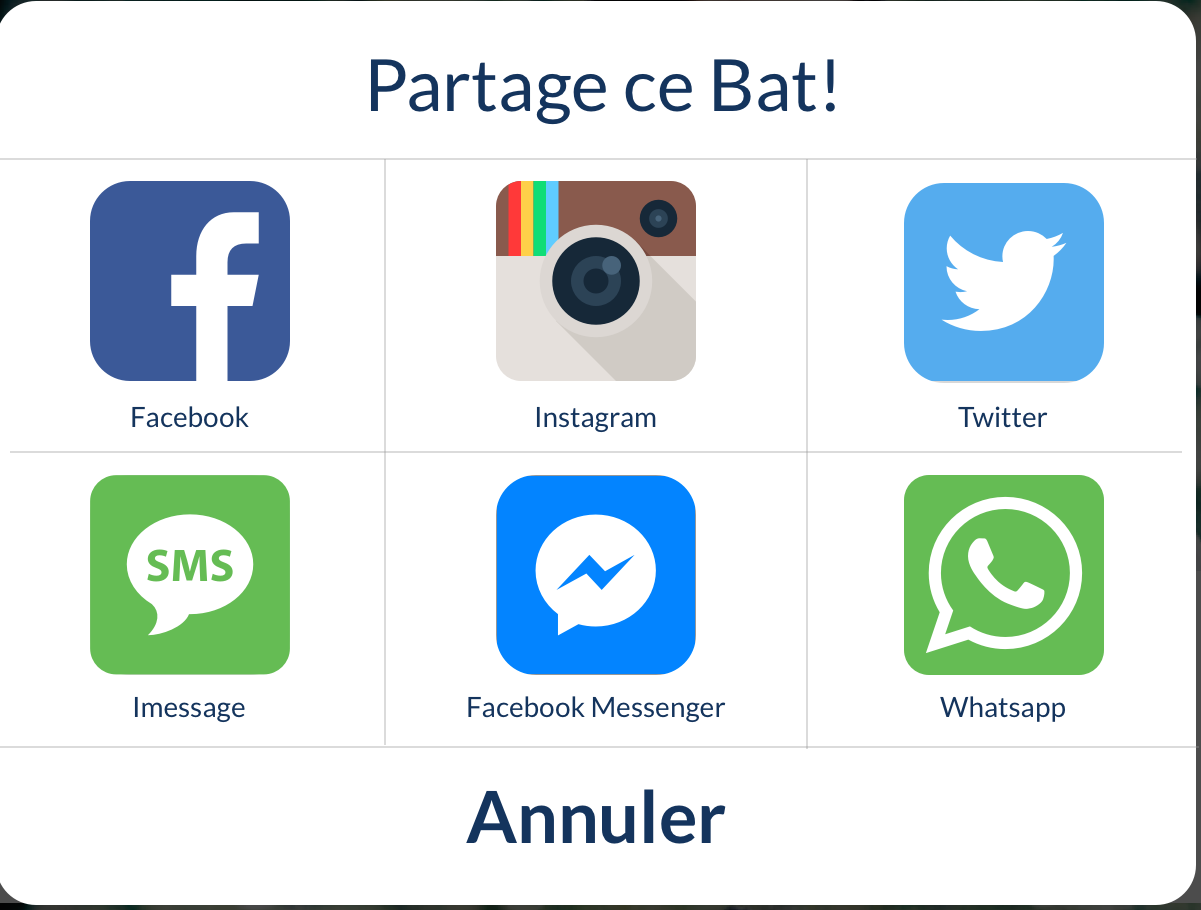 Partage ce Bat!
Facebook
Instagram
Twitter
SMS
Imessage
Facebook Messenger
Whatsapp
Annuler